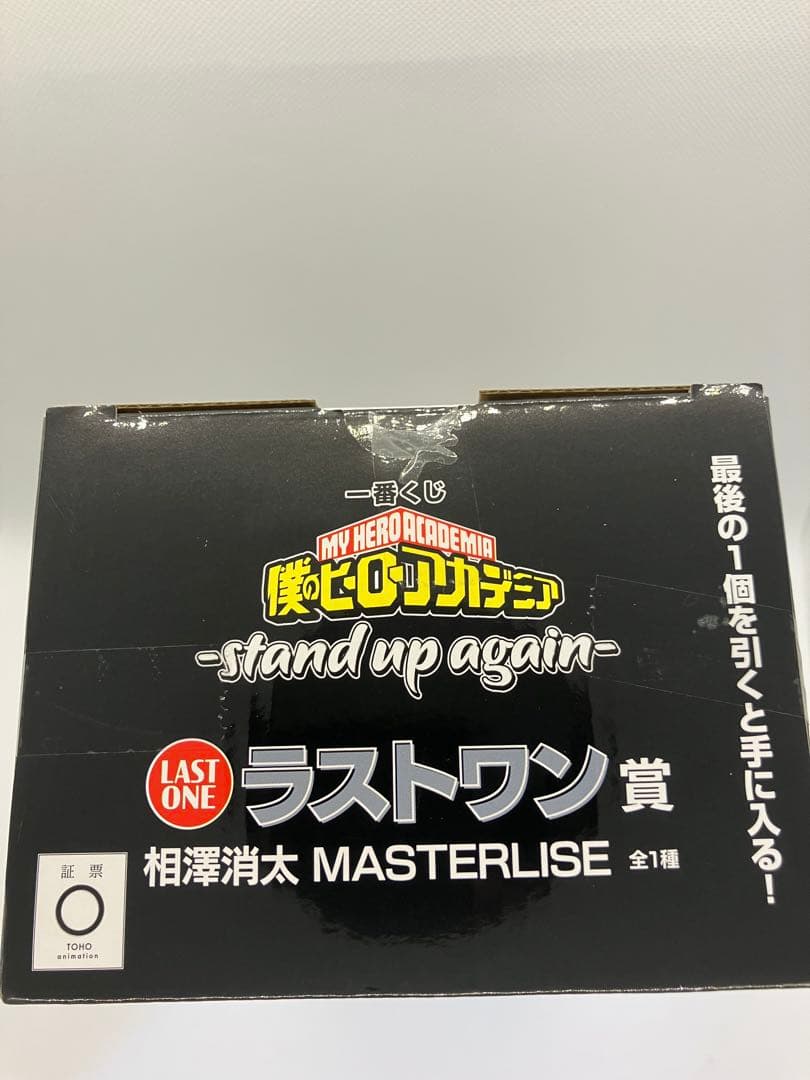 一番くじ
MY HERO ACADEMIA
僕のヒーローアカデミア
-stand up again-
LAST
ONE
ラストワン賞
相澤消太 MASTERLISE 全1種
最後の1個を引くと手に入る!
証票
TOHO
animation